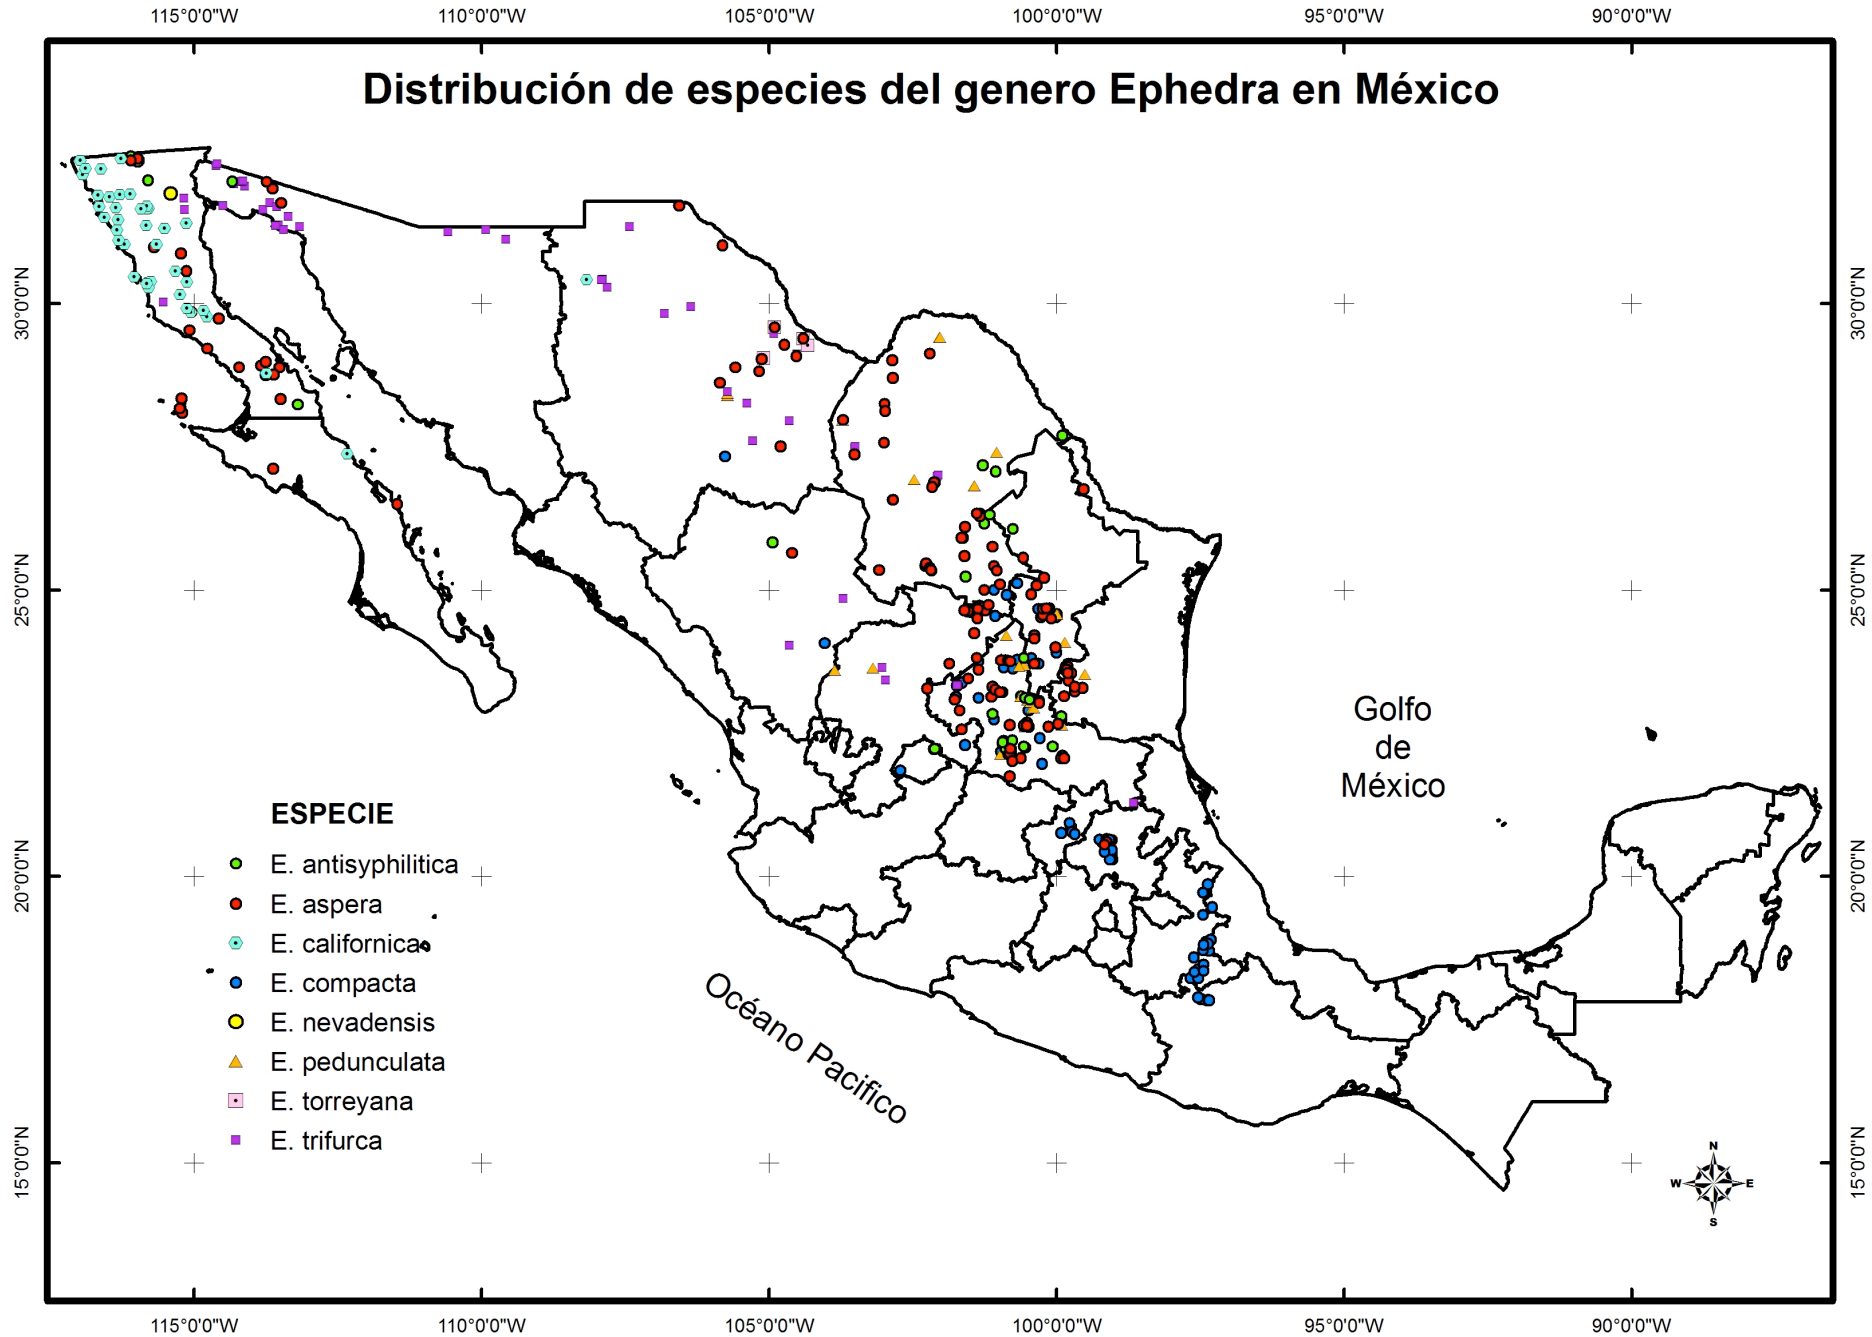 115°0'0"W 110°0'0"W 105°0'0"W 100°0'0"W 95°0'0"W 90°0'0"W
Distribución de especies del genero Ephedra en México
30°0'0"N 30°0'0"N
25°0'0"N 25°0'0"N
Golfo
de
México
ESPECIE
E. antisyphilitica
E. aspera
E. californica
E. compacta
E. nevadensis
E. pedunculata
E. torreyana
E. trifurca
20°0'0"N 20°0'0"N
Océano Pacifico
15°0'0"N 15°0'0"N
N
W E
S
115°0'0"W 110°0'0"W 105°0'0"W 100°0'0"W 95°0'0"W 90°0'0"W